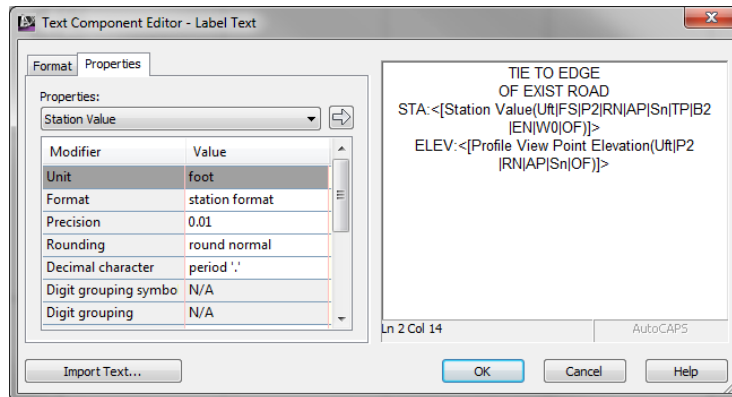 Text Component Editor - Label Text
Format Properties
Properties:
Station Value
Modifier Value
Unit foot
Format station format
Precision 0.01
Rounding round normal
Decimal character period '.'
Digit grouping symbo N/A
Digit grouping N/A
Import Text...
TIE TO EDGE
OF EXIST ROAD
STA:<[Station Value(Uft|FS|P2|RN|AP|Sn|TP|B2
|EN|W0|OF)]>
ELEV:<[Profile View Point Elevation(Uft|P2
|RN|AP|Sn|OF)]>
Ln 2 Col 14 AutoCAPS
OK Cancel Help